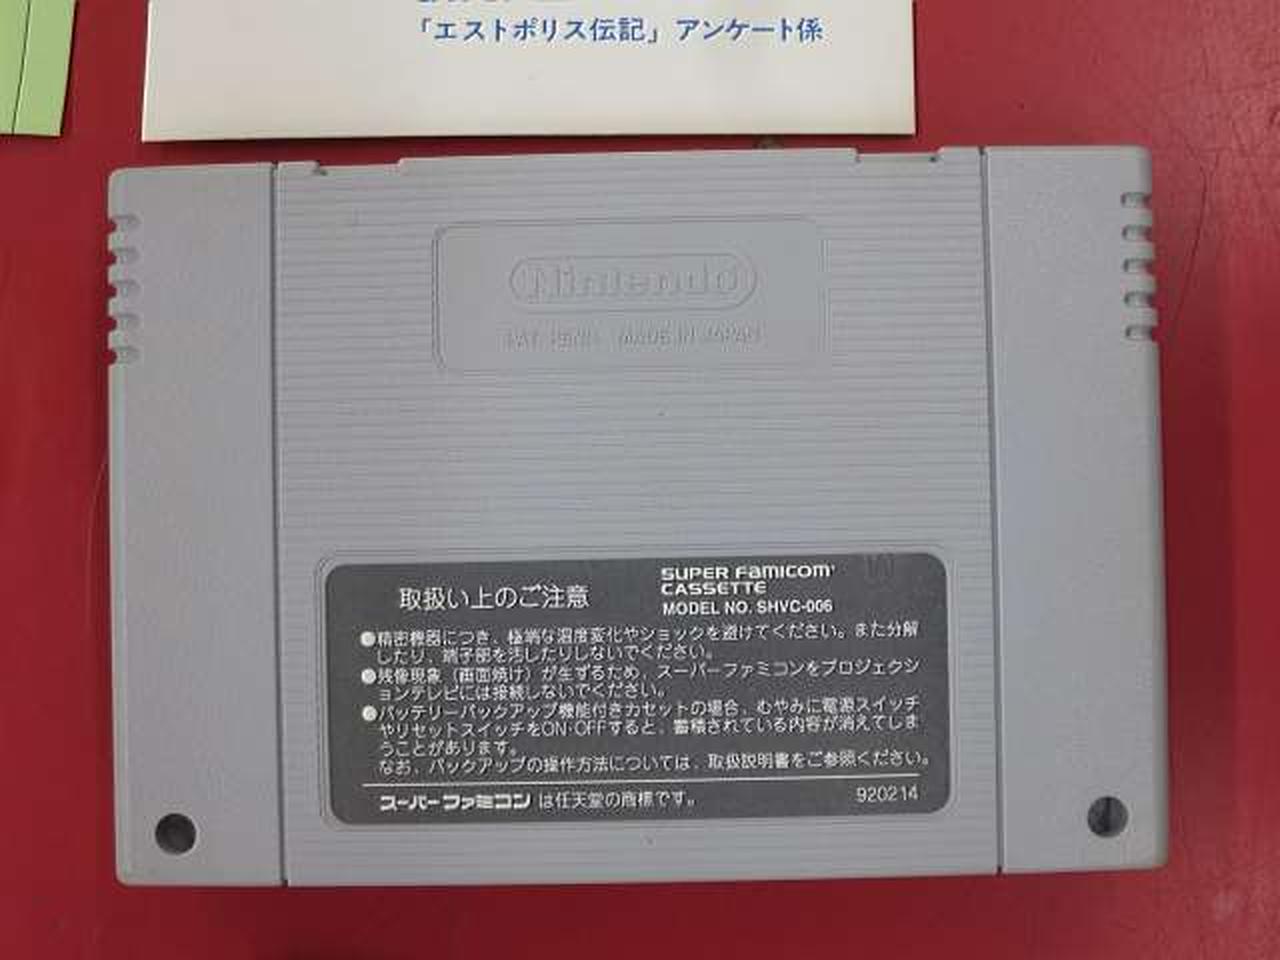 「エストポリス伝記」 アンケート係
Nintendo
PAT. PEND. MADE IN JAPAN
取扱い上のご注意
SUPER FAMICOM
CASSETTE
MODEL NO. SHVC-006
●精密機器につき、極端な温度変化やショックを避けてください。また分解
したり、端子部を汚したりしないでください。
●残像現象（画面焼け）が生ずるため、スーパーファミコンをプロジェクシ
ョンテレビには接続しないでください。
●バッテリーバックアップ機能付きカセットの場合、むやみに電源スイッチ
やリセットスイッチをON・OFFすると、蓄積されている内容が消えてしま
うことがあります。
なお、バックアップの操作方法については、取扱説明書をご参照ください。
スーパーファミコン は任天堂の商標です。
920214